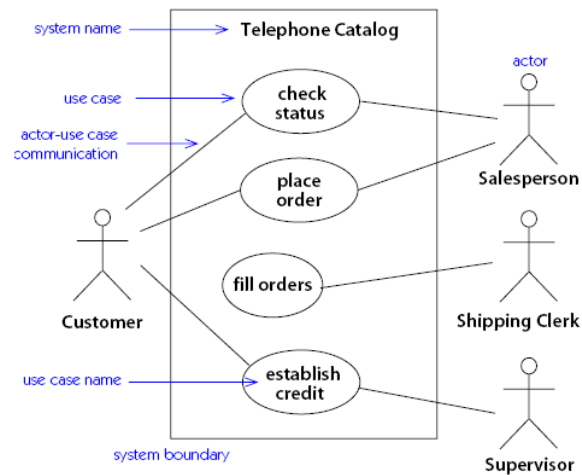 system name
Telephone Catalog
actor
use case
check
status
actor-use case
communication
Salesperson
place
order
fill orders
Customer
Shipping Clerk
use case name
establish
credit
system boundary
Supervisor